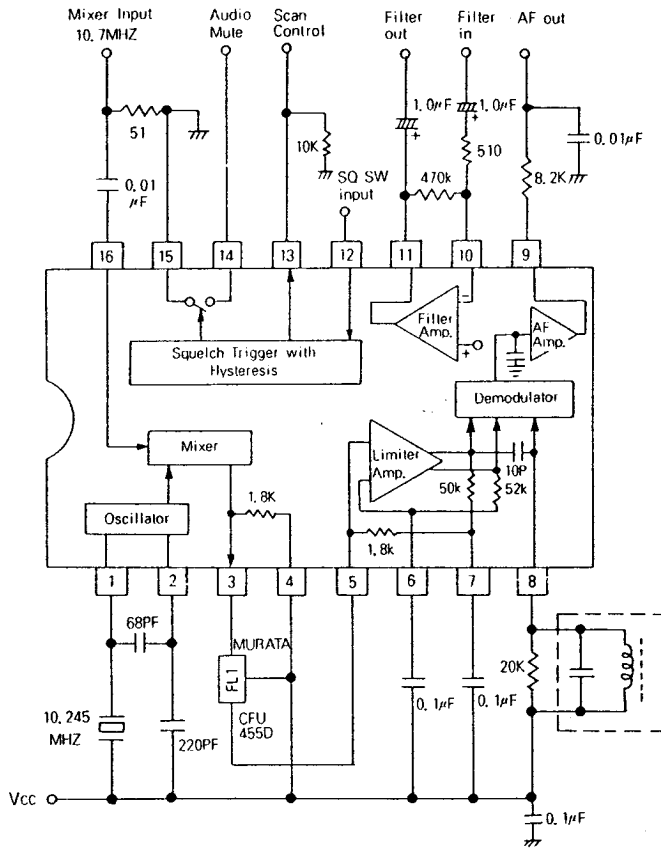 Mixer Input
10.7MHZ
Audio
Mute
Scan
Control
Filter
out
Filter
in
AF out
51
10K
1.0μF
+
1.0μF
+
0.01μF
510
0.01
μF
SQ SW
input
470k
8.2K
16
15
14
13
12
11
10
9
Squelch Trigger with
Hysteresis
Filter
Amp.
−
+
AF
Amp.
Demodulator
Mixer
Limiter
Amp.
10P
50k
52k
1.8K
Oscillator
1.8k
1
2
3
4
5
6
7
8
68PF
MURATA
FL1
20K
10.245
MHZ
220PF
CFU
455D
0.1μF
0.1μF
Vcc
0.1μF